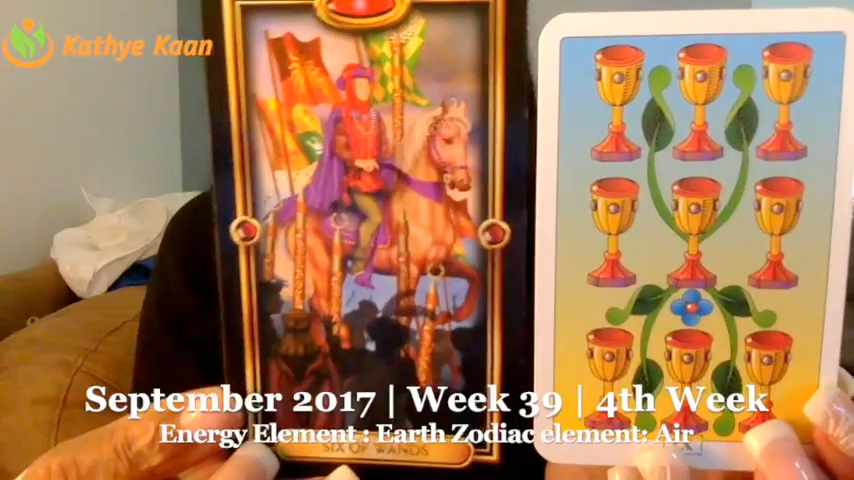 Kathye Kaan
September 2017 | Week 39 | 4th Week
Energy Element : Earth Zodiac element: Air
SIX OF WANDS